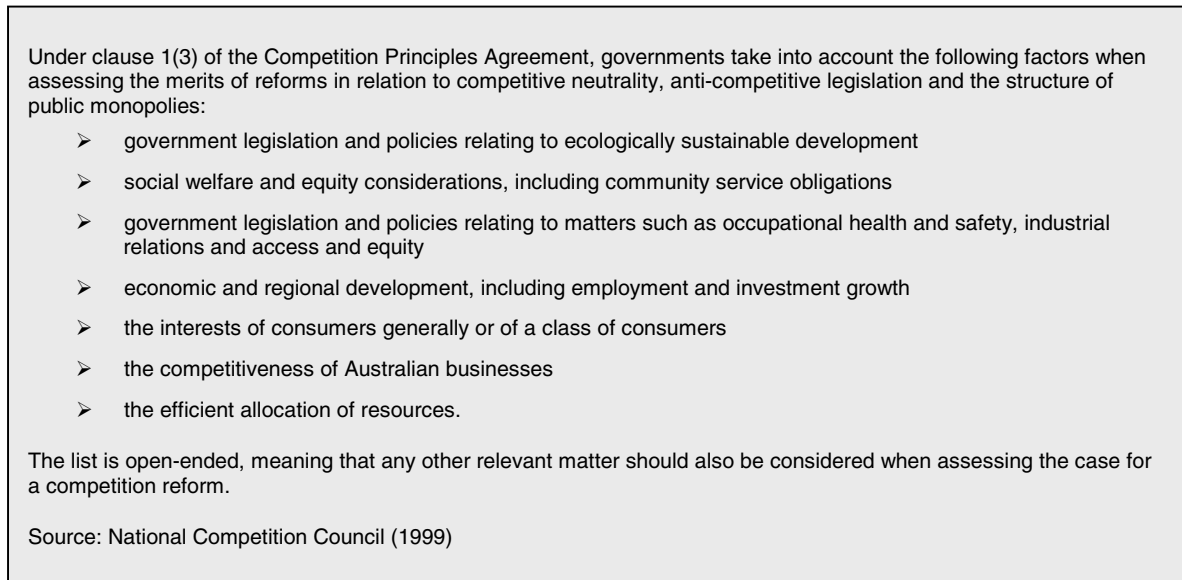 Under clause 1(3) of the Competition Principles Agreement, governments take into account the following factors when
assessing the merits of reforms in relation to competitive neutrality, anti-competitive legislation and the structure of
public monopolies:
➢ government legislation and policies relating to ecologically sustainable development
➢ social welfare and equity considerations, including community service obligations
➢ government legislation and policies relating to matters such as occupational health and safety, industrial
relations and access and equity
➢ economic and regional development, including employment and investment growth
➢ the interests of consumers generally or of a class of consumers
➢ the competitiveness of Australian businesses
➢ the efficient allocation of resources.
The list is open-ended, meaning that any other relevant matter should also be considered when assessing the case for
a competition reform.
Source: National Competition Council (1999)